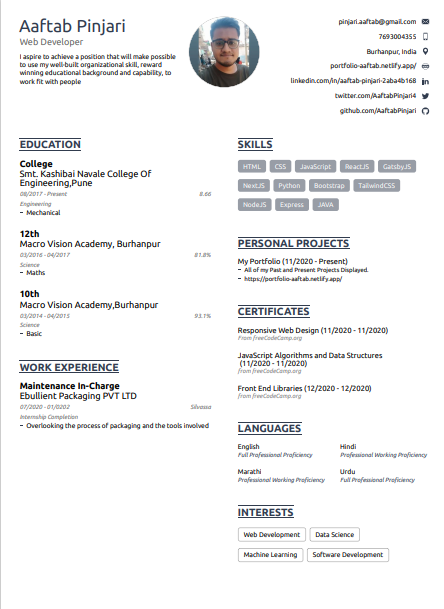 Aaftab Pinjari
Web Developer
I aspire to achieve a position that will make possible
to use my well-built organizational skill, reward
winning educational background and capability, to
work fit with people
pinjari.aaftab@gmail.com
7693004355
Burhanpur, India
portfolio-aaftab.netlify.app/
linkedin.com/in/aaftab-pinjari-2aba4b168
twitter.com/AaftabPinjari4
github.com/AaftabPinjari
EDUCATION
College
Smt. Kashibai Navale College Of
Engineering,Pune
08/2017 - Present 8.66
Engineering
- Mechanical
12th
Macro Vision Academy, Burhanpur
03/2016 - 04/2017 81.8%
Science
- Maths
10th
Macro Vision Academy,Burhanpur
03/2014 - 04/2015 93.1%
Science
- Basic
WORK EXPERIENCE
Maintenance In-Charge
Ebullient Packaging PVT LTD
07/2020 - 01/0202 Silvassa
Internship Completion
- Overlooking the process of packaging and the tools involved
SKILLS
HTML CSS JavaScript ReactJS GatsbyJS
NextJS Python Bootstrap TailwindCSS
NodeJS Express JAVA
PERSONAL PROJECTS
My Portfolio (11/2020 - Present)
- All of my Past and Present Projects Displayed.
- https://portfolio-aaftab.netlify.app/
CERTIFICATES
Responsive Web Design (11/2020 - 11/2020)
From freeCodeCamp.org
JavaScript Algorithms and Data Structures
(11/2020 - 11/2020)
From freeCodeCamp.org
Front End Libraries (12/2020 - 12/2020)
From freeCodeCamp.org
LANGUAGES
English Hindi
Full Professional Proficiency Professional Working Proficiency
Marathi Urdu
Professional Working Proficiency Full Professional Proficiency
INTERESTS
Web Development Data Science
Machine Learning Software Development